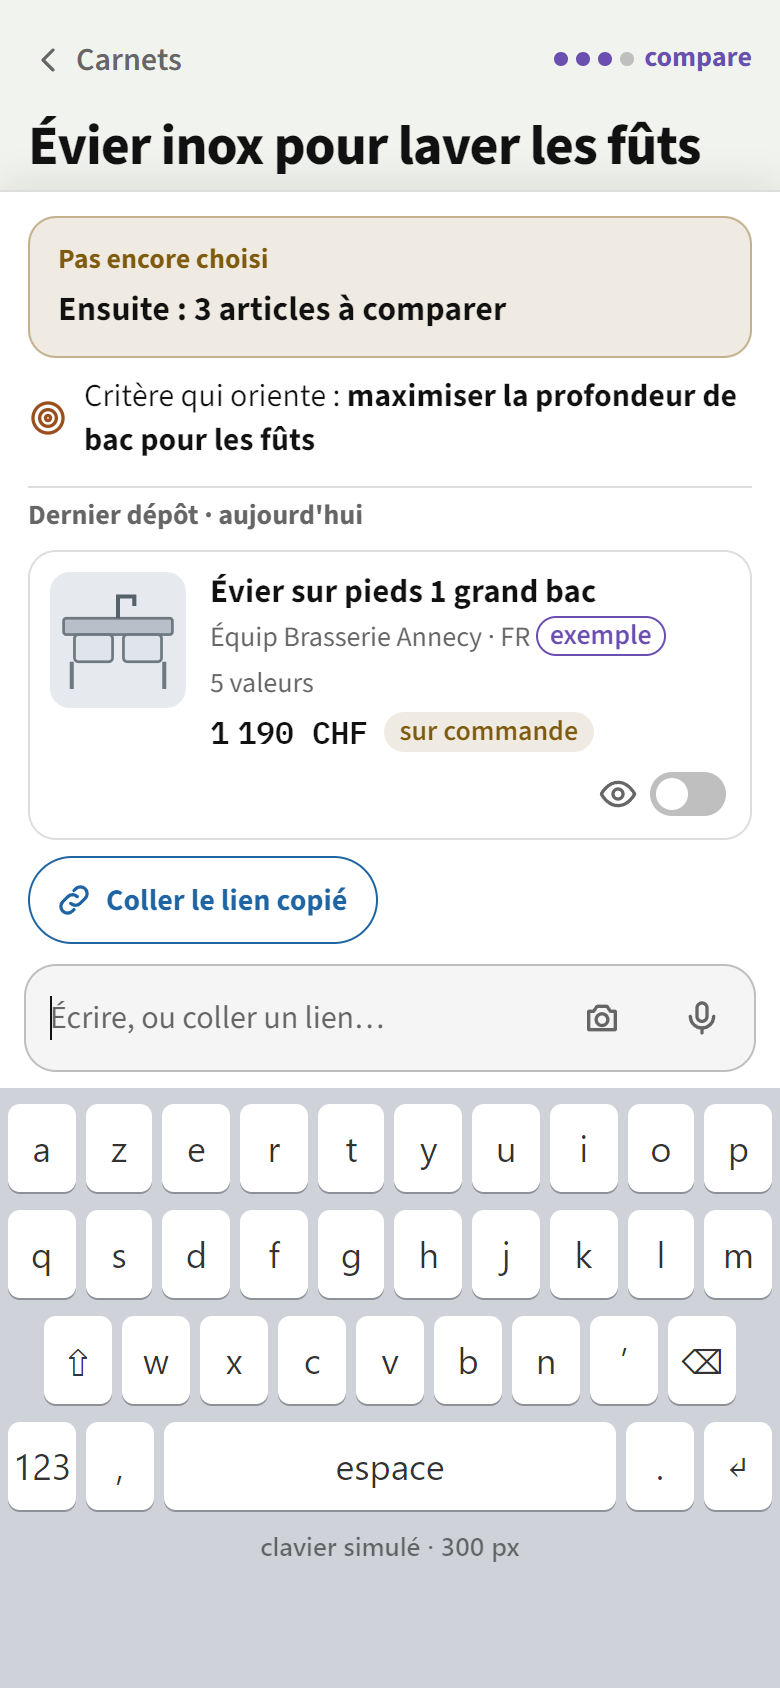 Carnets
compare
Évier inox pour laver les fûts
Pas encore choisi
Ensuite : 3 articles à comparer
Critère qui oriente : maximiser la profondeur de
bac pour les fûts
Dernier dépôt · aujourd'hui
Évier sur pieds 1 grand bac
Équip Brasserie Annecy · FR exemple
5 valeurs
1 190 CHF sur commande
Coller le lien copié
Écrire, ou coller un lien…
a z e r t y u i o p
q s d f g h j k l m
⇧ w x c v b n ’ ⌫
123 , espace . ↵
clavier simulé · 300 px